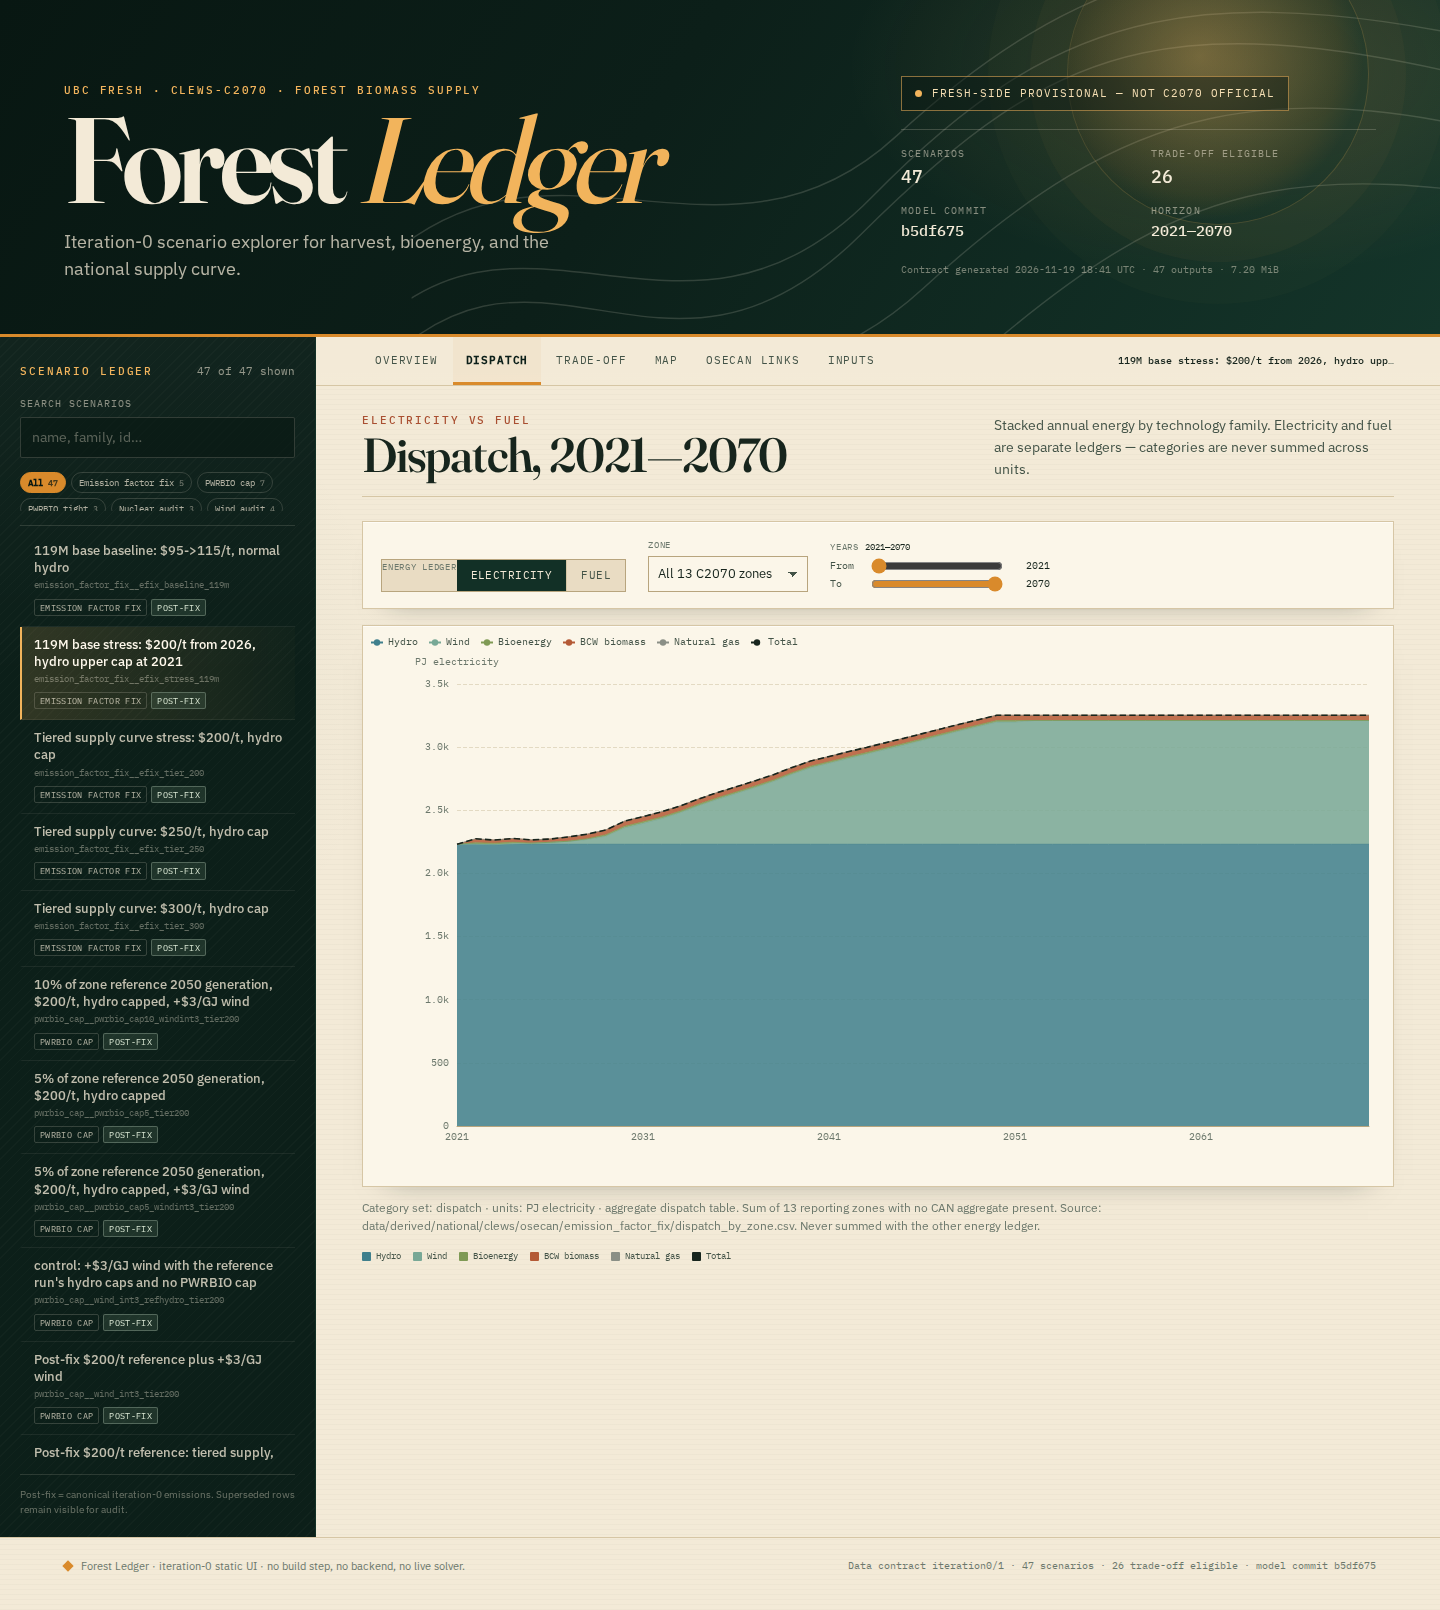 UBC FRESH · CLEWS-C2070 · FOREST BIOMASS SUPPLY
Forest Ledger
Iteration-0 scenario explorer for harvest, bioenergy, and the
national supply curve.
FRESH-SIDE PROVISIONAL — NOT C2070 OFFICIAL
SCENARIOS
47
TRADE-OFF ELIGIBLE
26
MODEL COMMIT
b5df675
HORIZON
2021–2070
Contract generated 2026-11-19 18:41 UTC · 47 outputs · 7.20 MiB
SCENARIO LEDGER
47 of 47 shown
SEARCH SCENARIOS
name, family, id…
All 47
Emission factor fix 5
PWRBIO cap 7
PWRBIO tight 3
Nuclear audit 3
Wind audit 4
119M base baseline: $95->115/t, normal
hydro
emission_factor_fix__efix_baseline_119m
EMISSION FACTOR FIX
POST-FIX
119M base stress: $200/t from 2026,
hydro upper cap at 2021
emission_factor_fix__efix_stress_119m
EMISSION FACTOR FIX
POST-FIX
Tiered supply curve stress: $200/t, hydro
cap
emission_factor_fix__efix_tier_200
EMISSION FACTOR FIX
POST-FIX
Tiered supply curve: $250/t, hydro cap
emission_factor_fix__efix_tier_250
EMISSION FACTOR FIX
POST-FIX
Tiered supply curve: $300/t, hydro cap
emission_factor_fix__efix_tier_300
EMISSION FACTOR FIX
POST-FIX
10% of zone reference 2050 generation,
$200/t, hydro capped, +$3/GJ wind
pwrbio_cap__pwrbio_cap10_windint3_tier200
PWRBIO CAP
POST-FIX
5% of zone reference 2050 generation,
$200/t, hydro capped
pwrbio_cap__pwrbio_cap5_tier200
PWRBIO CAP
POST-FIX
5% of zone reference 2050 generation,
$200/t, hydro capped, +$3/GJ wind
pwrbio_cap__pwrbio_cap5_windint3_tier200
PWRBIO CAP
POST-FIX
control: +$3/GJ wind with the reference
run's hydro caps and no PWRBIO cap
pwrbio_cap__wind_int3_refhydro_tier200
PWRBIO CAP
POST-FIX
Post-fix $200/t reference plus +$3/GJ
wind
pwrbio_cap__wind_int3_tier200
PWRBIO CAP
POST-FIX
Post-fix $200/t reference: tiered supply,
Post-fix = canonical iteration-0 emissions. Superseded rows
remain visible for audit.
OVERVIEW
DISPATCH
TRADE-OFF
MAP
OSECAN LINKS
INPUTS
119M base stress: $200/t from 2026, hydro upp…
ELECTRICITY VS FUEL
Dispatch, 2021—2070
Stacked annual energy by technology family. Electricity and fuel
are separate ledgers — categories are never summed across
units.
ENERGY LEDGER
ELECTRICITY
FUEL
ZONE
All 13 C2070 zones
YEARS 2021–2070
From
2021
To
2070
Hydro
Wind
Bioenergy
BCW biomass
Natural gas
Total
PJ electricity
3.5k
3.0k
2.5k
2.0k
1.5k
1.0k
500
0
2021
2031
2041
2051
2061
Category set: dispatch · units: PJ electricity · aggregate dispatch table. Sum of 13 reporting zones with no CAN aggregate present. Source:
data/derived/national/clews/osecan/emission_factor_fix/dispatch_by_zone.csv. Never summed with the other energy ledger.
Hydro
Wind
Bioenergy
BCW biomass
Natural gas
Total
Forest Ledger · iteration-0 static UI · no build step, no backend, no live solver.
Data contract iteration0/1 · 47 scenarios · 26 trade-off eligible · model commit b5df675